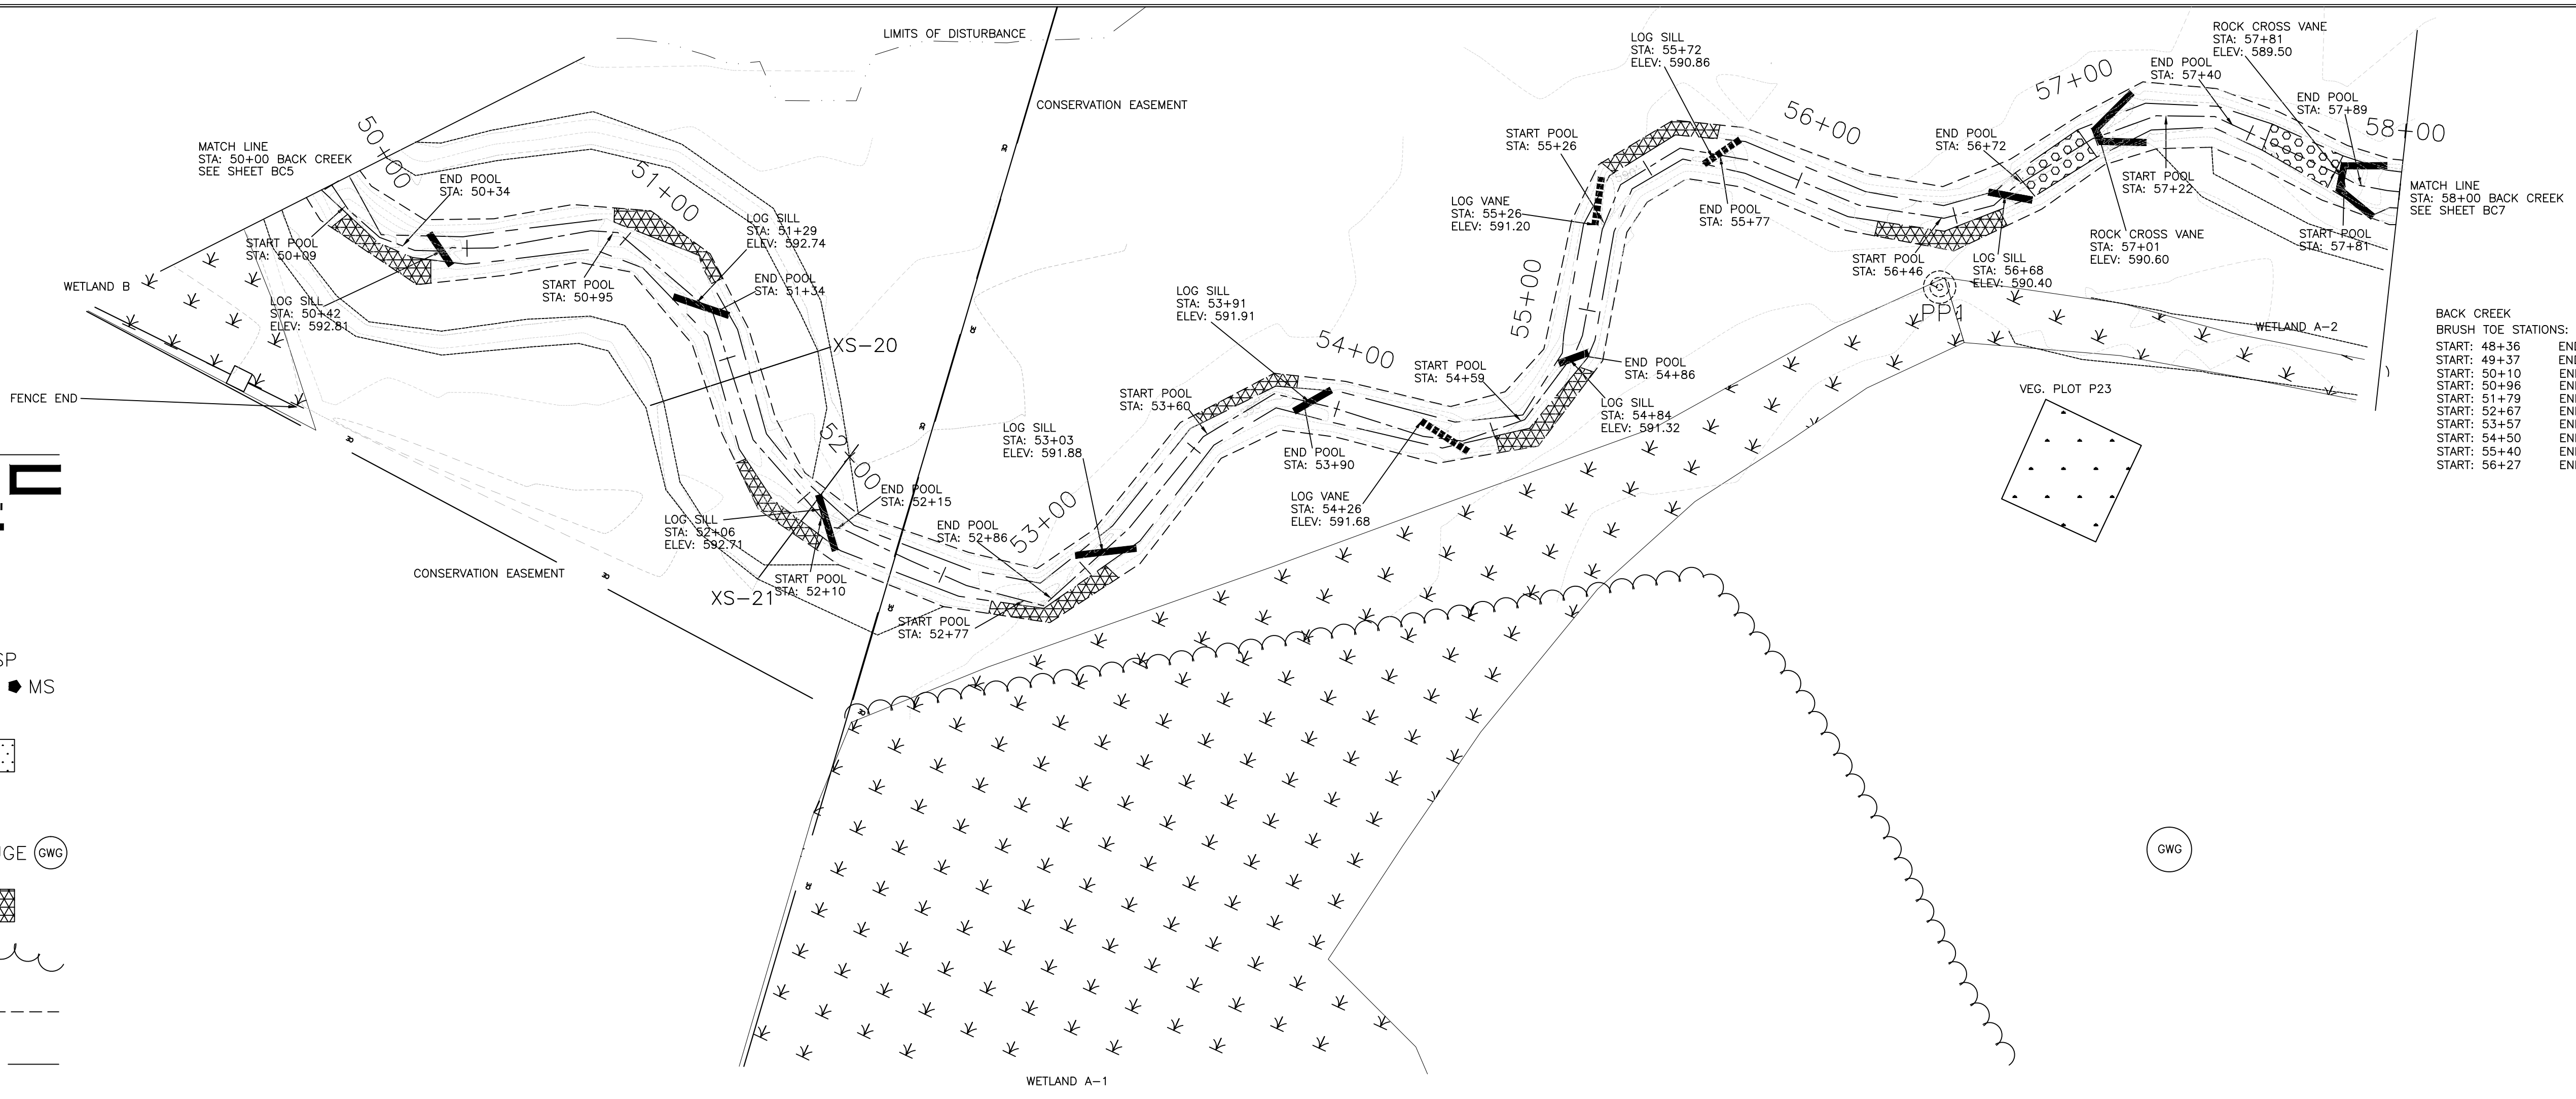 LIMITS OF DISTURBANCE
CONSERVATION EASEMENT
MATCH LINE
STA: 50+00 BACK CREEK
SEE SHEET BC5
50+00
END POOL
STA: 50+34
START POOL
STA: 50+09
LOG SILL
STA: 50+42
ELEV: 592.81
WETLAND B
FENCE END
51+00
START POOL
STA: 50+95
LOG SILL
STA: 51+29
ELEV: 592.74
END POOL
STA: 51+34
XS-20
52+00
END POOL
STA: 52+15
LOG SILL
STA: 52+06
ELEV: 592.71
START POOL
STA: 52+10
XS-21
CONSERVATION EASEMENT
END POOL
STA: 52+86
START POOL
STA: 52+77
53+00
LOG SILL
STA: 53+03
ELEV: 591.88
START POOL
STA: 53+60
LOG SILL
STA: 53+91
ELEV: 591.91
END POOL
STA: 53+90
54+00
LOG VANE
STA: 54+26
ELEV: 591.68
START POOL
STA: 54+59
END POOL
STA: 54+86
LOG SILL
STA: 54+84
ELEV: 591.32
55+00
LOG VANE
STA: 55+26
ELEV: 591.20
START POOL
STA: 55+26
LOG SILL
STA: 55+72
ELEV: 590.86
END POOL
STA: 55+77
56+00
START POOL
STA: 56+46
END POOL
STA: 56+72
LOG SILL
STA: 56+68
ELEV: 590.40
PP1
57+00
ROCK CROSS VANE
STA: 57+01
ELEV: 590.60
START POOL
STA: 57+22
END POOL
STA: 57+40
ROCK CROSS VANE
STA: 57+81
ELEV: 589.50
END POOL
STA: 57+89
START POOL
STA: 57+81
58+00
MATCH LINE
STA: 58+00 BACK CREEK
SEE SHEET BC7
WETLAND A-2
VEG. PLOT P23
BACK CREEK
BRUSH TOE STATIONS:
START: 48+36
START: 49+37
START: 50+10
START: 50+96
START: 51+79
START: 52+67
START: 53+57
START: 54+50
START: 55+40
START: 56+27
MS
GWG
GWG
WETLAND A-1